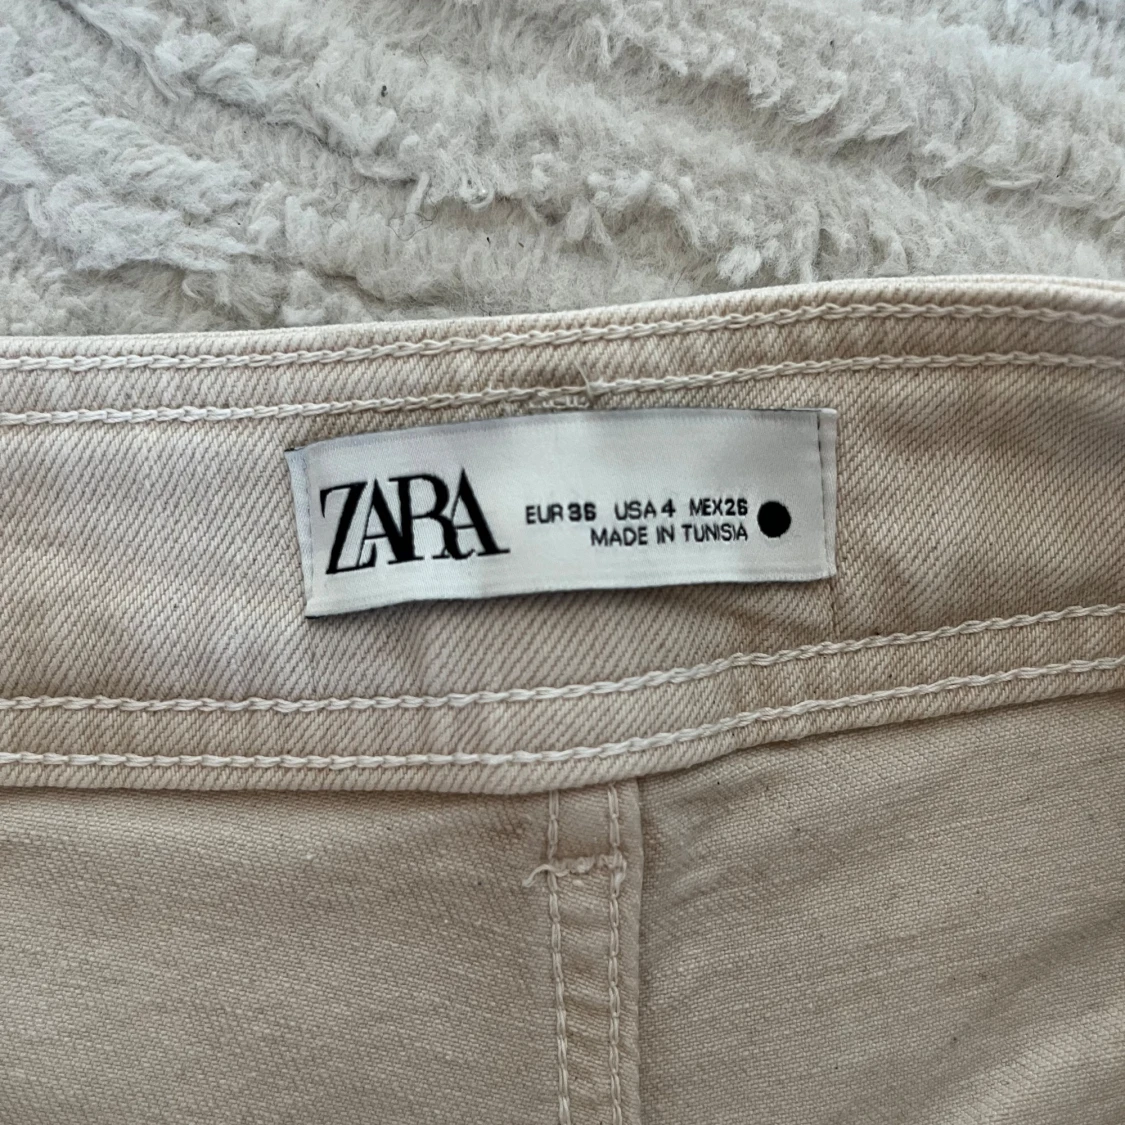 ZARA
EUR 36 USA 4 MEX 26
MADE IN TUNISIA